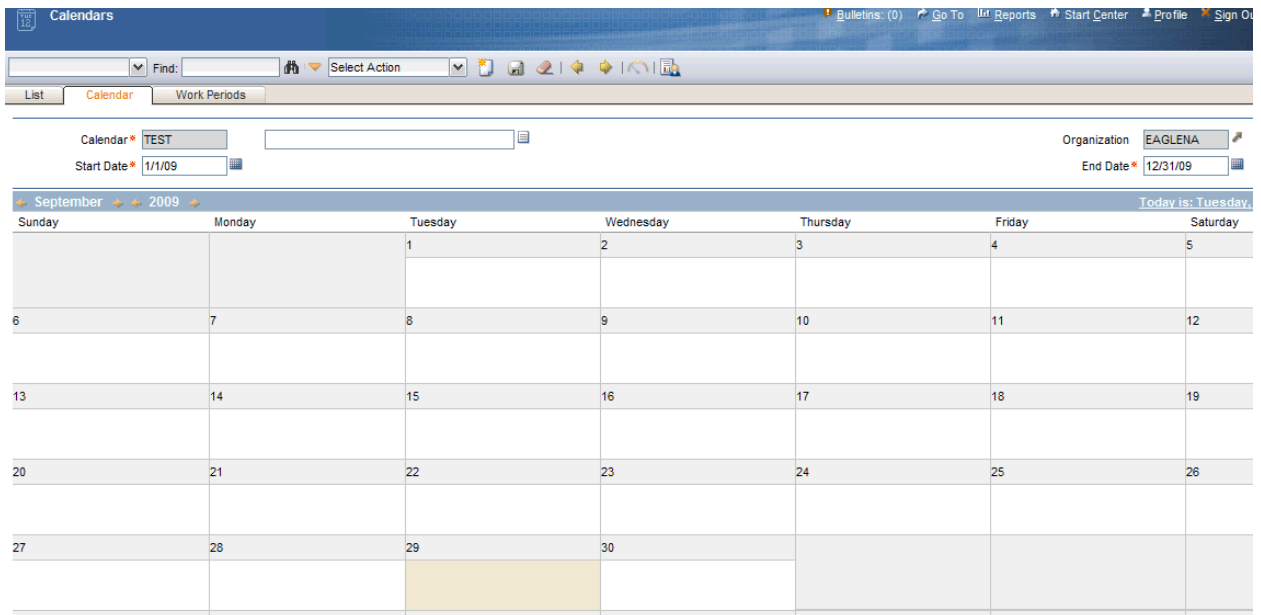 Calendars Bulletins: (0) Go To Reports Start Center Profile Sign Ou
Find: Select Action
List Calendar Work Periods
Calendar* TEST Organization EAGLENA
Start Date* 1/1/09 End Date* 12/31/09
September 2009 Today is: Tuesday,
Sunday Monday Tuesday Wednesday Thursday Friday Saturday
1 2 3 4 5
6 7 8 9 10 11 12
13 14 15 16 17 18 19
20 21 22 23 24 25 26
27 28 29 30